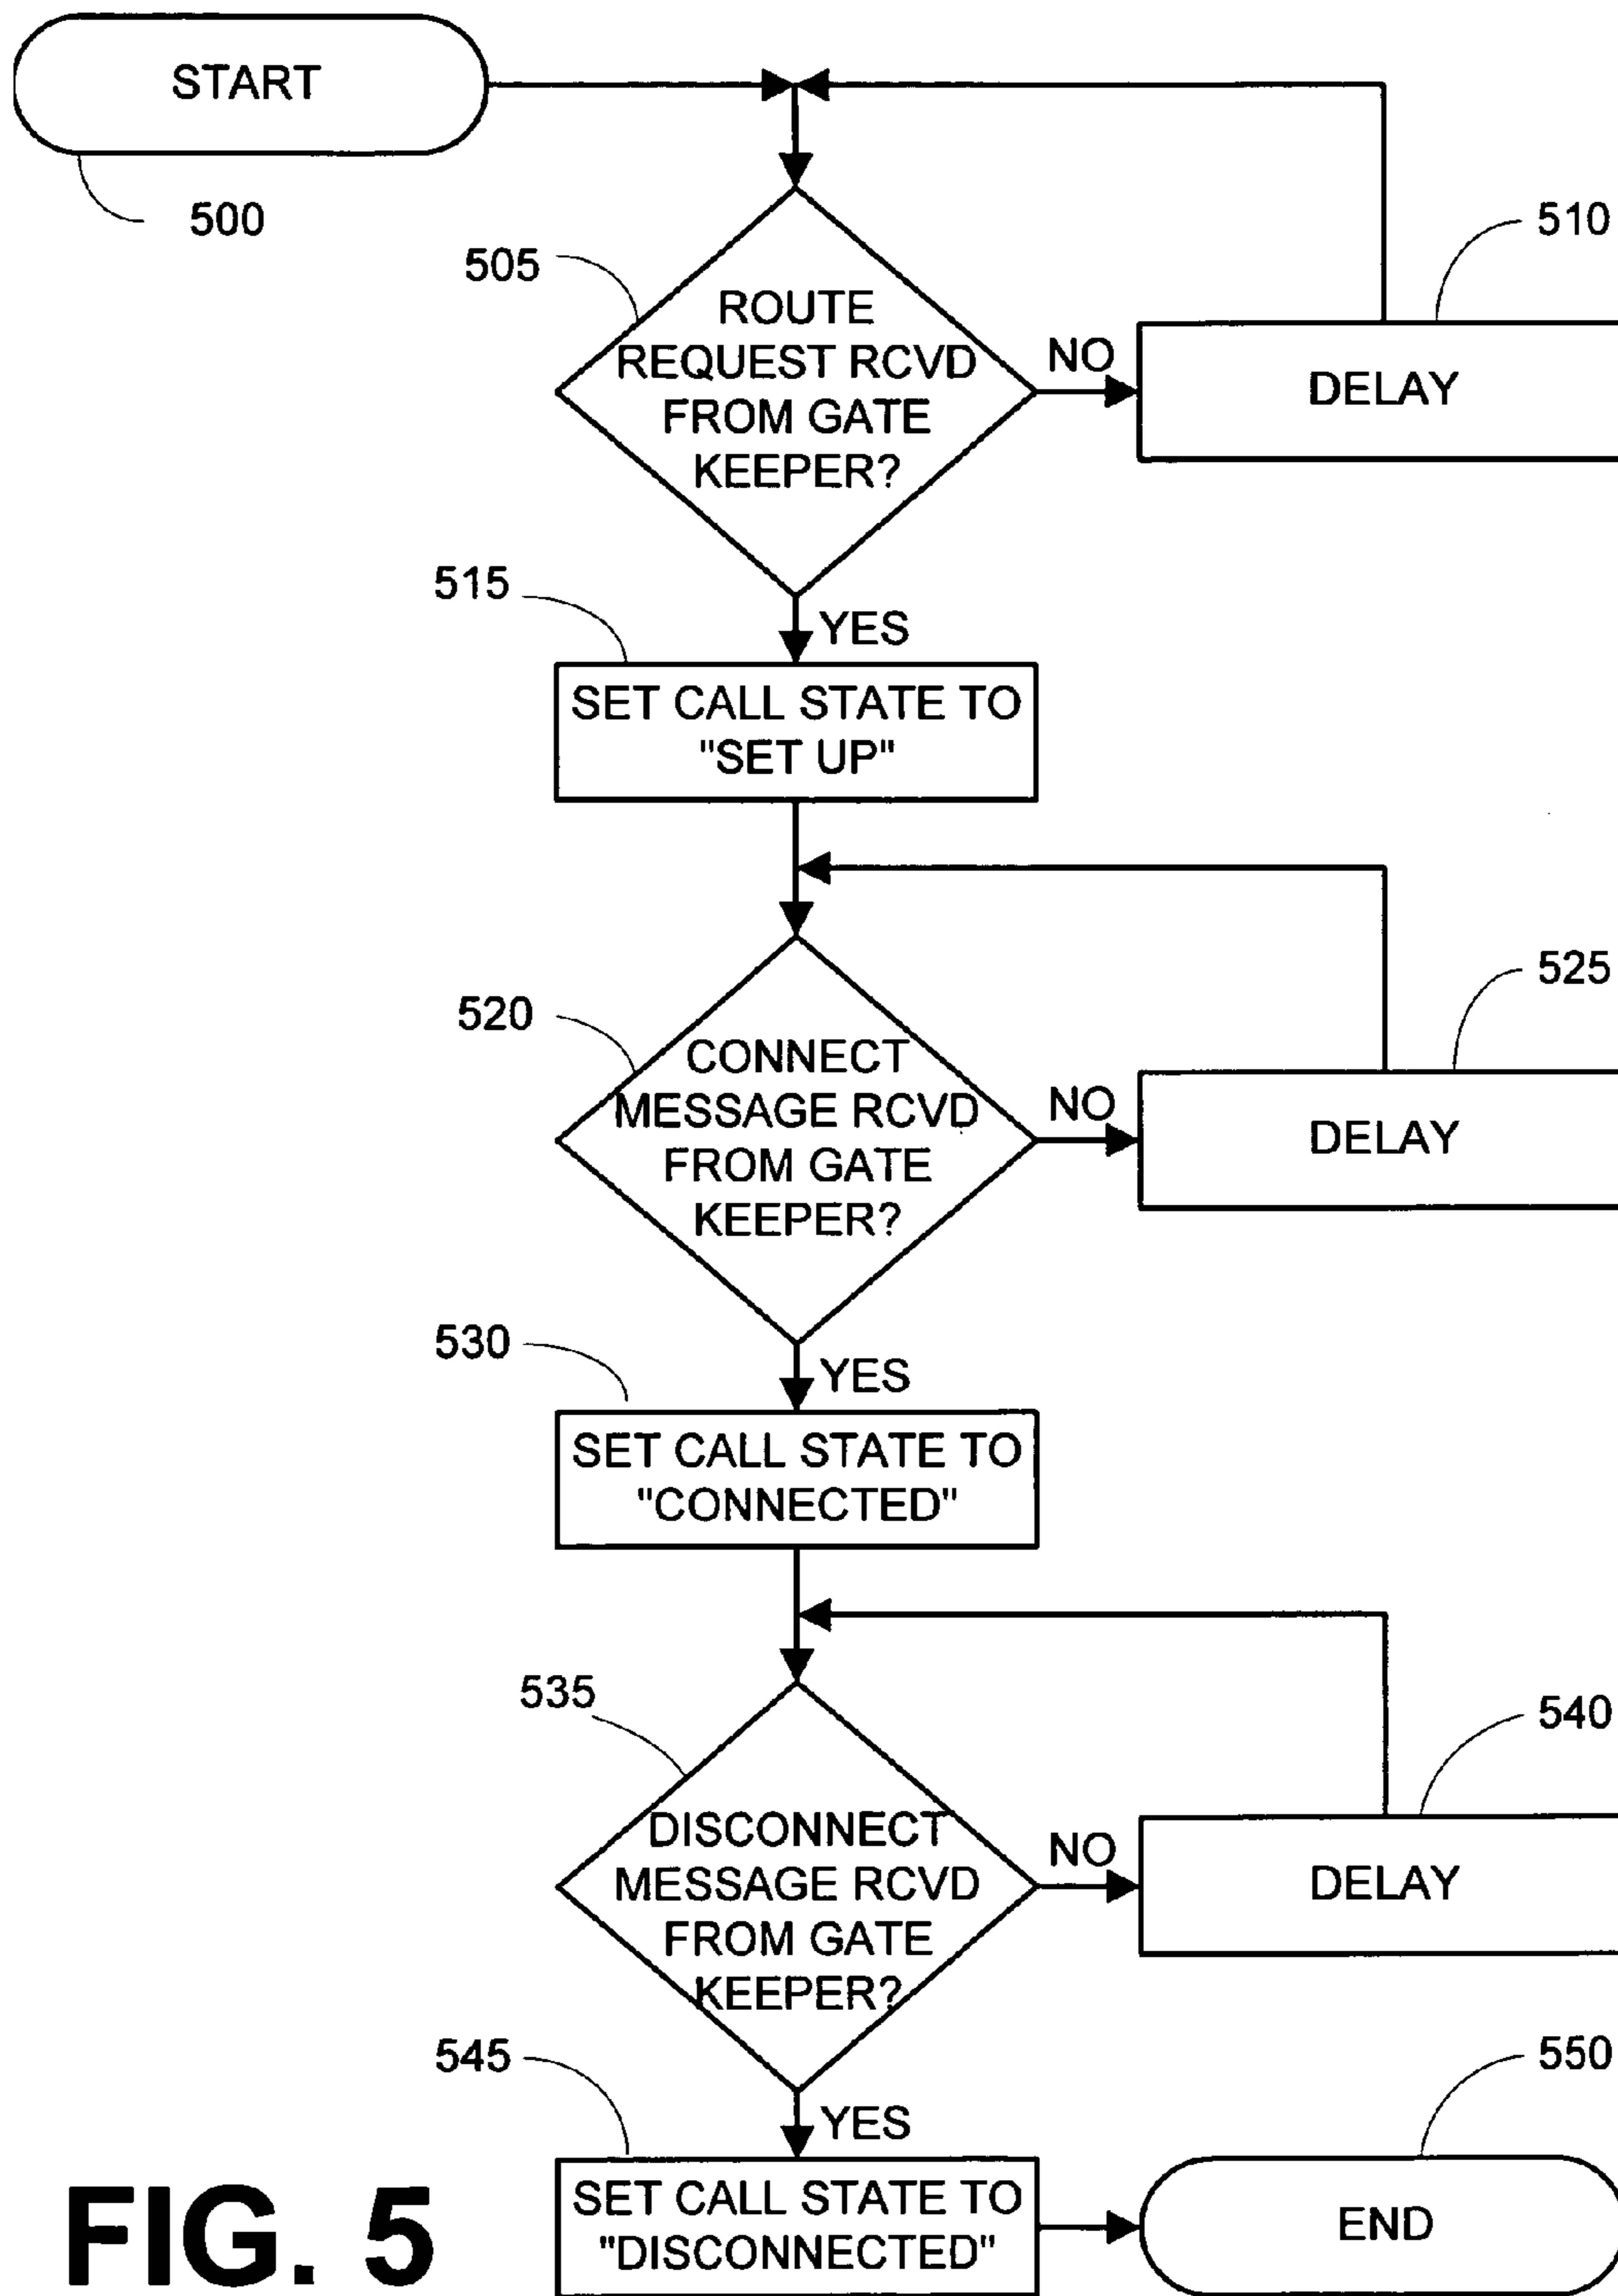 START
500
510
505
ROUTE
REQUEST RCVD
FROM GATE
KEEPER?
NO
DELAY
515
YES
SET CALL STATE TO
"SET UP"
525
520
CONNECT
MESSAGE RCVD
FROM GATE
KEEPER?
NO
DELAY
530
YES
SET CALL STATE TO
"CONNECTED"
535
540
DISCONNECT
MESSAGE RCVD
FROM GATE
KEEPER?
NO
DELAY
545
550
YES
SET CALL STATE TO
"DISCONNECTED"
END
FIG. 5